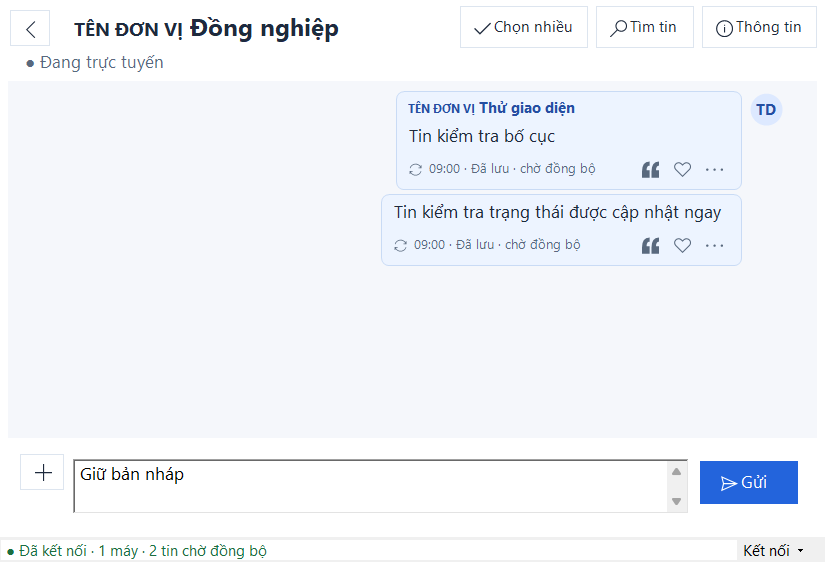 TÊN ĐƠN VỊ Đồng nghiệp
Chọn nhiều
Tìm tin
Thông tin
● Đang trực tuyến
TÊN ĐƠN VỊ Thử giao diện
TD
Tin kiểm tra bố cục
09:00 · Đã lưu · chờ đồng bộ
Tin kiểm tra trạng thái được cập nhật ngay
09:00 · Đã lưu · chờ đồng bộ
Giữ bản nháp
Gửi
● Đã kết nối · 1 máy · 2 tin chờ đồng bộ
Kết nối